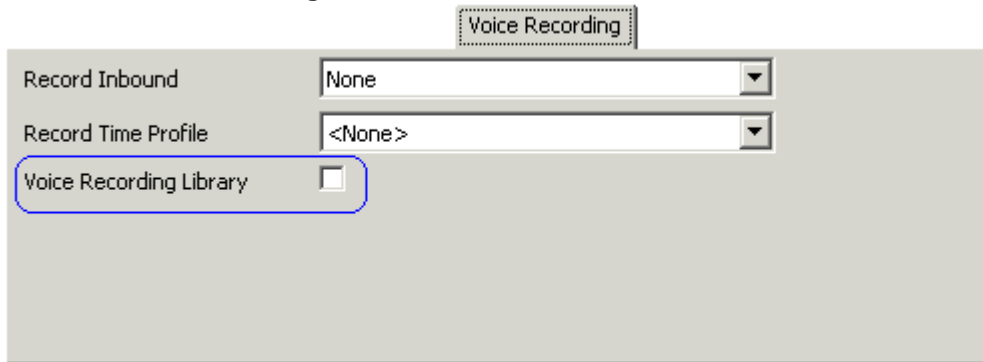 Voice Recording
Record Inbound None
Record Time Profile <None>
Voice Recording Library